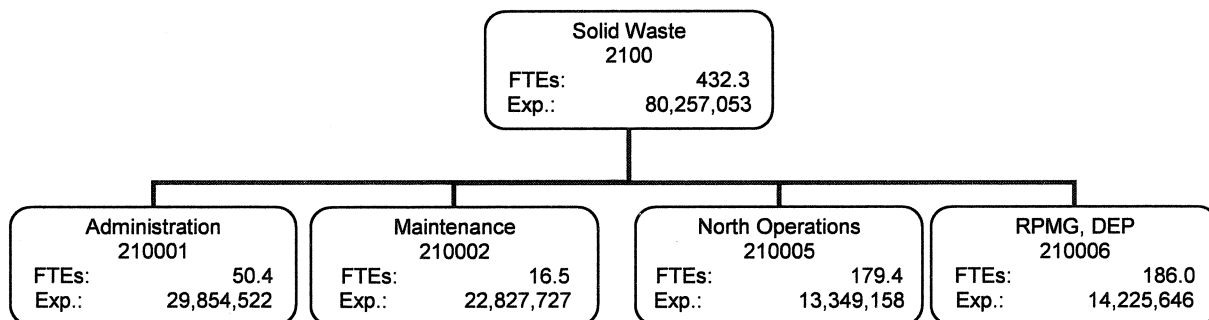 Solid Waste
2100
FTEs: 432.3
Exp.: 80,257,053
Administration
210001
FTEs: 50.4
Exp.: 29,854,522
Maintenance
210002
FTEs: 16.5
Exp.: 22,827,727
North Operations
210005
FTEs: 179.4
Exp.: 13,349,158
RPMG, DEP
210006
FTEs: 186.0
Exp.: 14,225,646